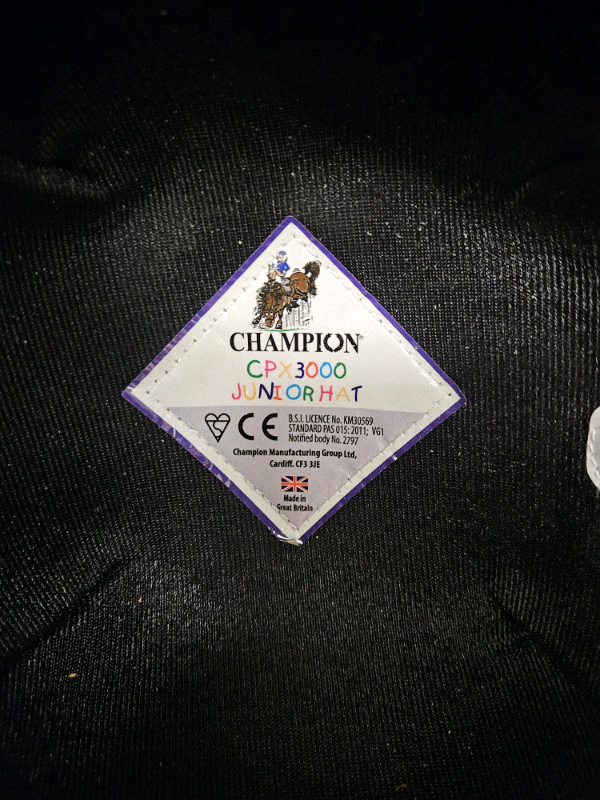 CHAMPION
CPX3000
JUNIOR HAT
CE
B.S.I. LICENCE No. KM30569
STANDARD PAS 015: 2011; VG1
Notified body No. 2797
Champion Manufacturing Group Ltd,
Cardiff. CF3 3JE
Made in
Great Britain